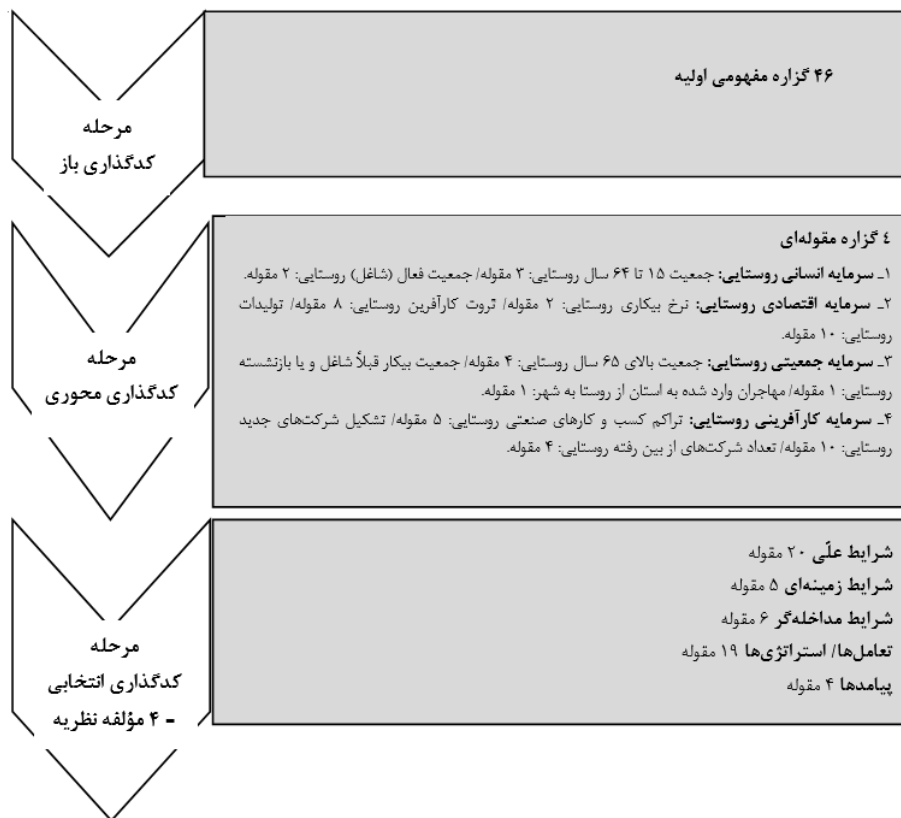 ۴۶ گزاره مفهومی اولیه
مرحله
کدگذاری باز
٤ گزاره مقوله‌ای
۱ـ سرمایه انسانی روستایی: جمعیت ۱۵ تا ۶۴ سال روستایی: ۳ مقوله/ جمعیت فعال (شاغل) روستایی: ۲ مقوله.
۲ـ سرمایه اقتصادی روستایی: نرخ بیکاری روستایی: ۲ مقوله/ ثروت کارآفرین روستایی: ۸ مقوله/ تولیدات
روستایی: ۱۰ مقوله.
۳ـ سرمایه جمعیتی روستایی: جمعیت بالای ۶۵ سال روستایی: ۴ مقوله/ جمعیت بیکار قبلاً شاغل و یا بازنشسته
روستایی: ۱ مقوله/ مهاجران وارد شده به استان از روستا به شهر: ۱ مقوله.
۴ـ سرمایه کارآفرینی روستایی: تراکم کسب و کارهای صنعتی روستایی: ۵ مقوله/ تشکیل شرکت‌های جدید
روستایی: ۱۰ مقوله/ تعداد شرکت‌های از بین رفته روستایی: ۴ مقوله.
مرحله
کدگذاری محوری
شرایط علّی ۲۰ مقوله
شرایط زمینه‌ای ۵ مقوله
شرایط مداخله‌گر ۶ مقوله
تعامل‌ها/ استراتژی‌ها ۱۹ مقوله
پیامدها ۴ مقوله
مرحله
کدگذاری انتخابی
- ۴ مؤلفه نظریه